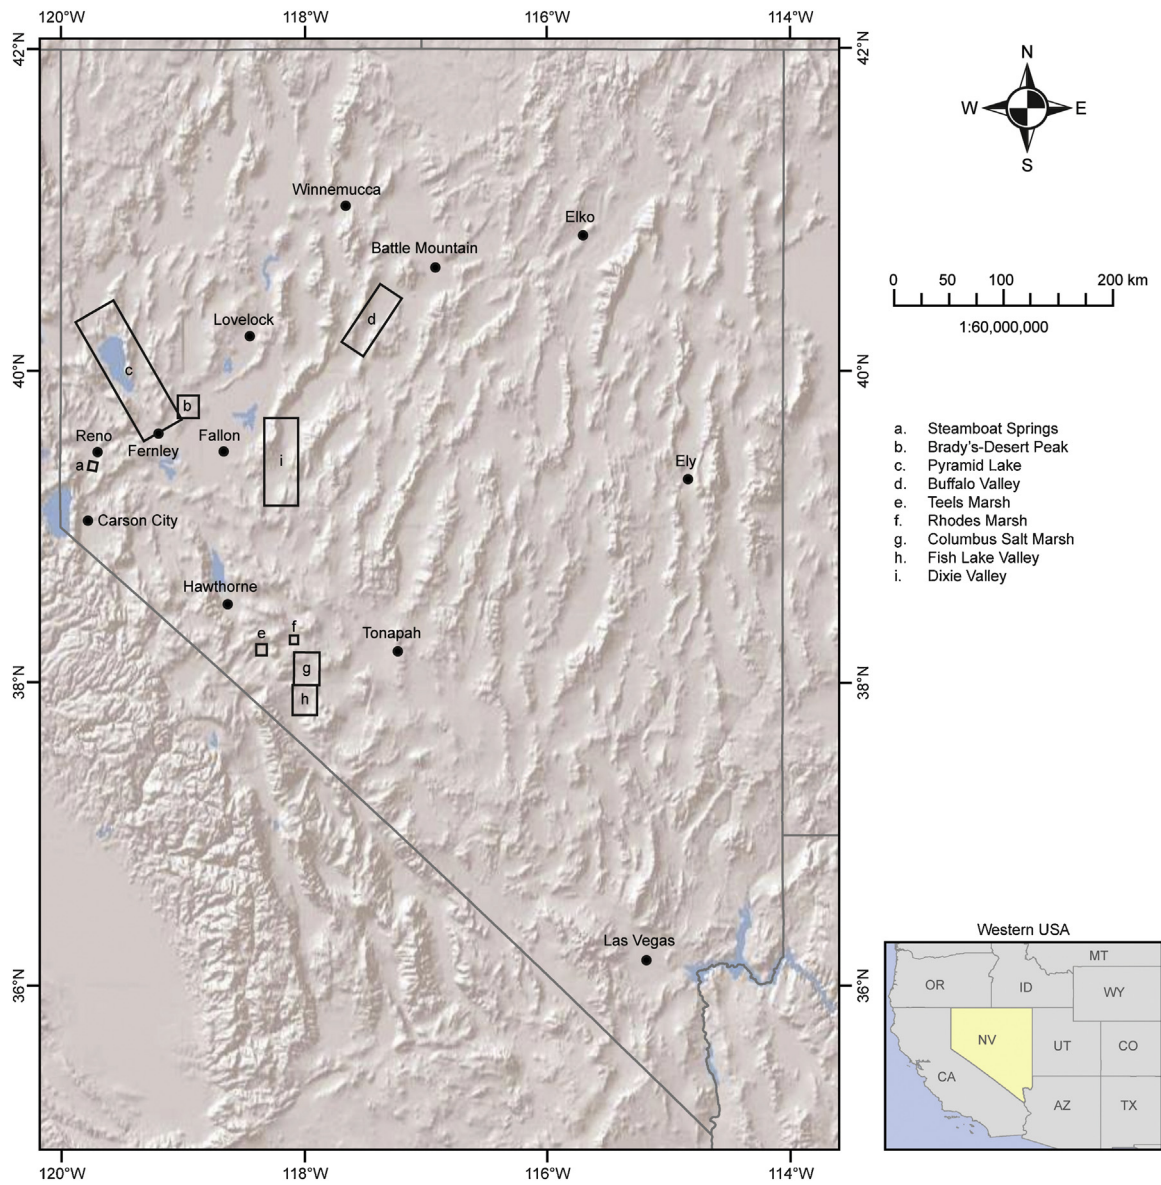 120°W 118°W 116°W 114°W
42°N 42°N
N
W E
S
Winnemucca
Elko
Battle Mountain
0 50 100 200 km
1:60,000,000
d
Lovelock
40°N 40°N
c
b
Reno Fallon
Fernley
a i
Ely
Carson City
a. Steamboat Springs
b. Brady's-Desert Peak
c. Pyramid Lake
d. Buffalo Valley
e. Teels Marsh
f. Rhodes Marsh
g. Columbus Salt Marsh
h. Fish Lake Valley
i. Dixie Valley
Hawthorne
e f Tonapah
g
38°N 38°N
h
Las Vegas
36°N 36°N
Western USA
MT
OR ID WY
NV UT CO
CA
AZ TX
120°W 118°W 116°W 114°W